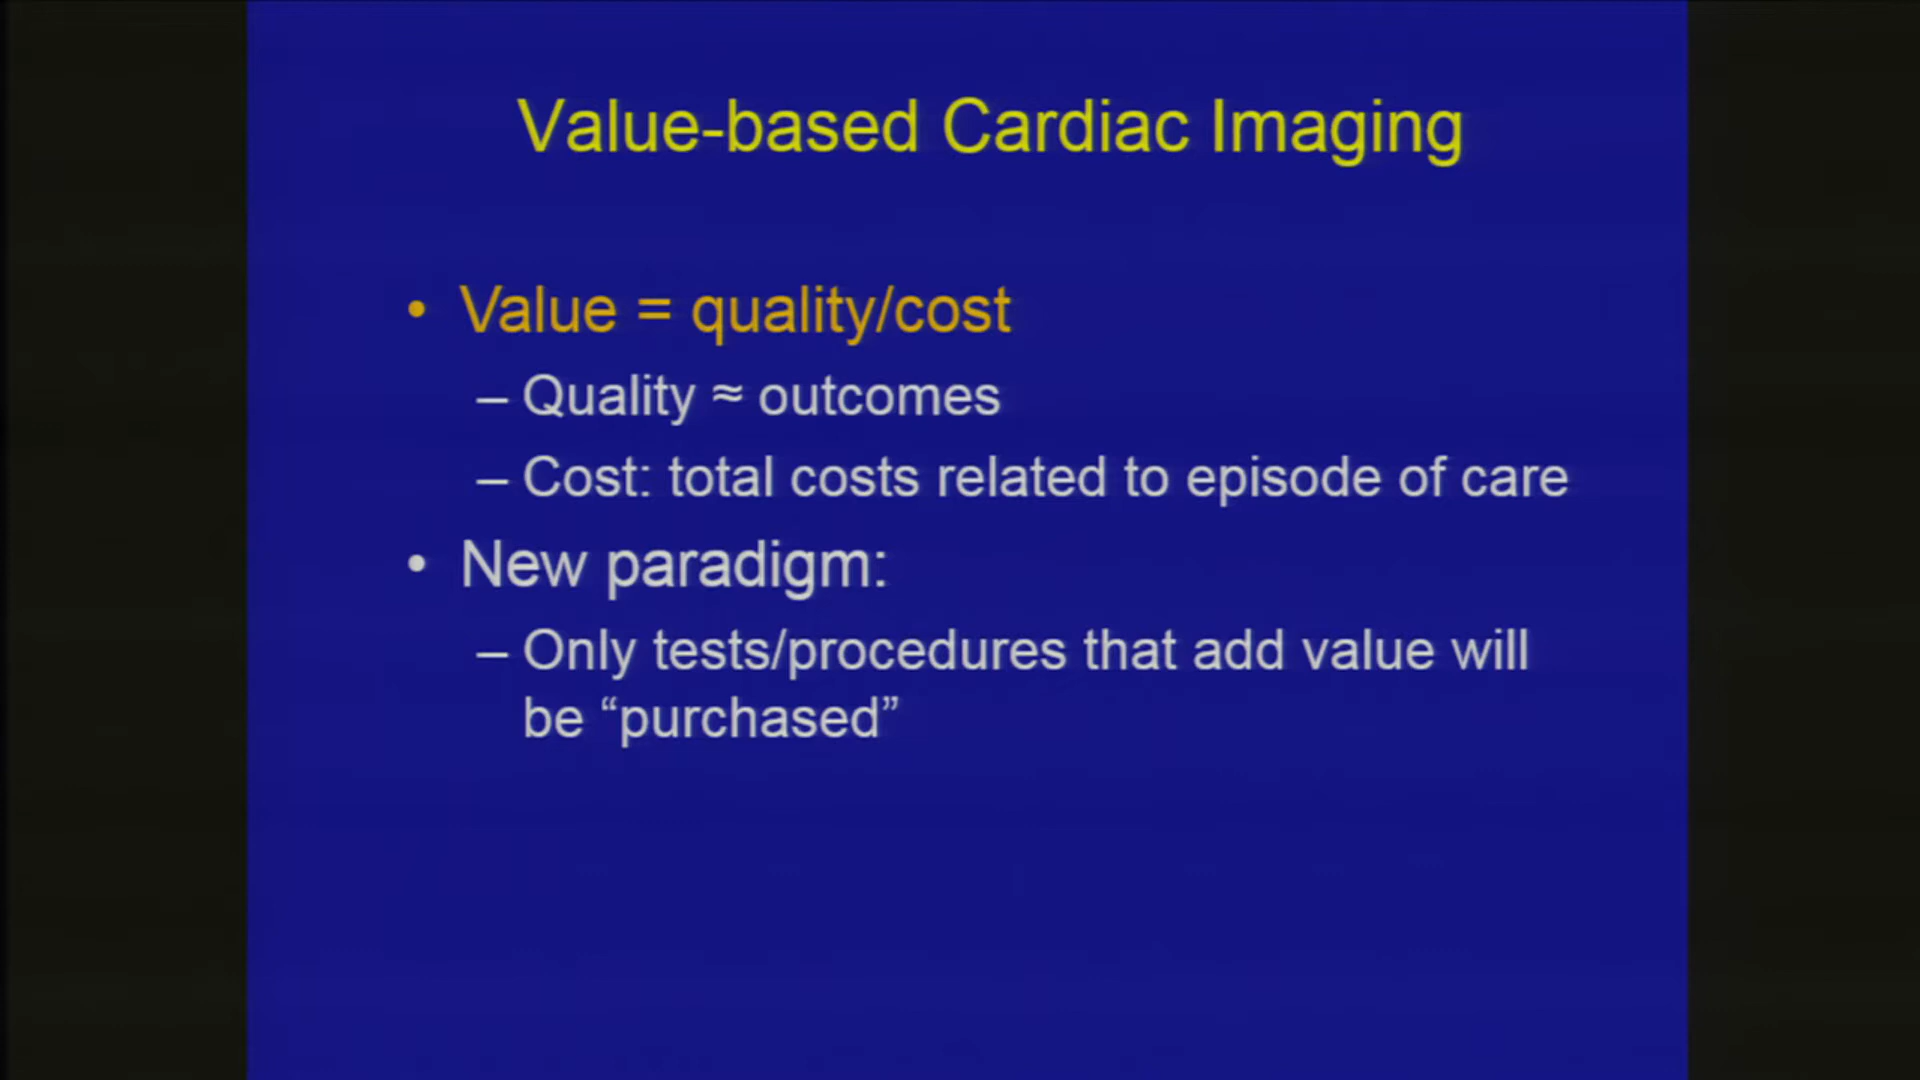 Value-based Cardiac Imaging
• Value = quality/cost
– Quality ≈ outcomes
– Cost: total costs related to episode of care
• New paradigm:
– Only tests/procedures that add value will
be “purchased”